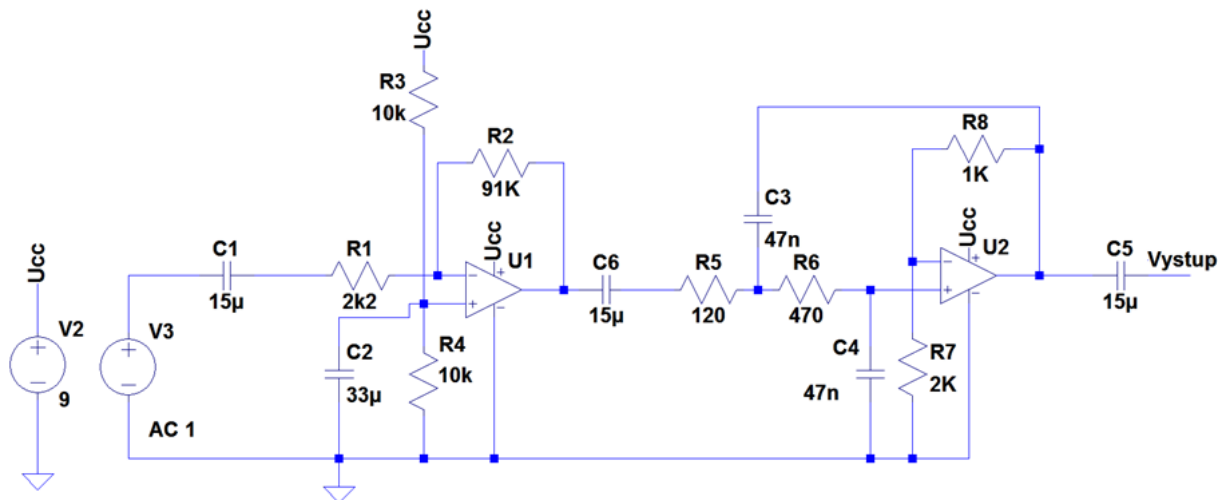 Ucc
R3
10k
R2
91K
R8
1K
C3
47n
Ucc
U1
Ucc
U2
Ucc
C1
15µ
R1
2k2
C6
15µ
R5
120
R6
470
C5
15µ
Vystup
V2
9
V3
AC 1
C2
33µ
R4
10k
C4
47n
R7
2K